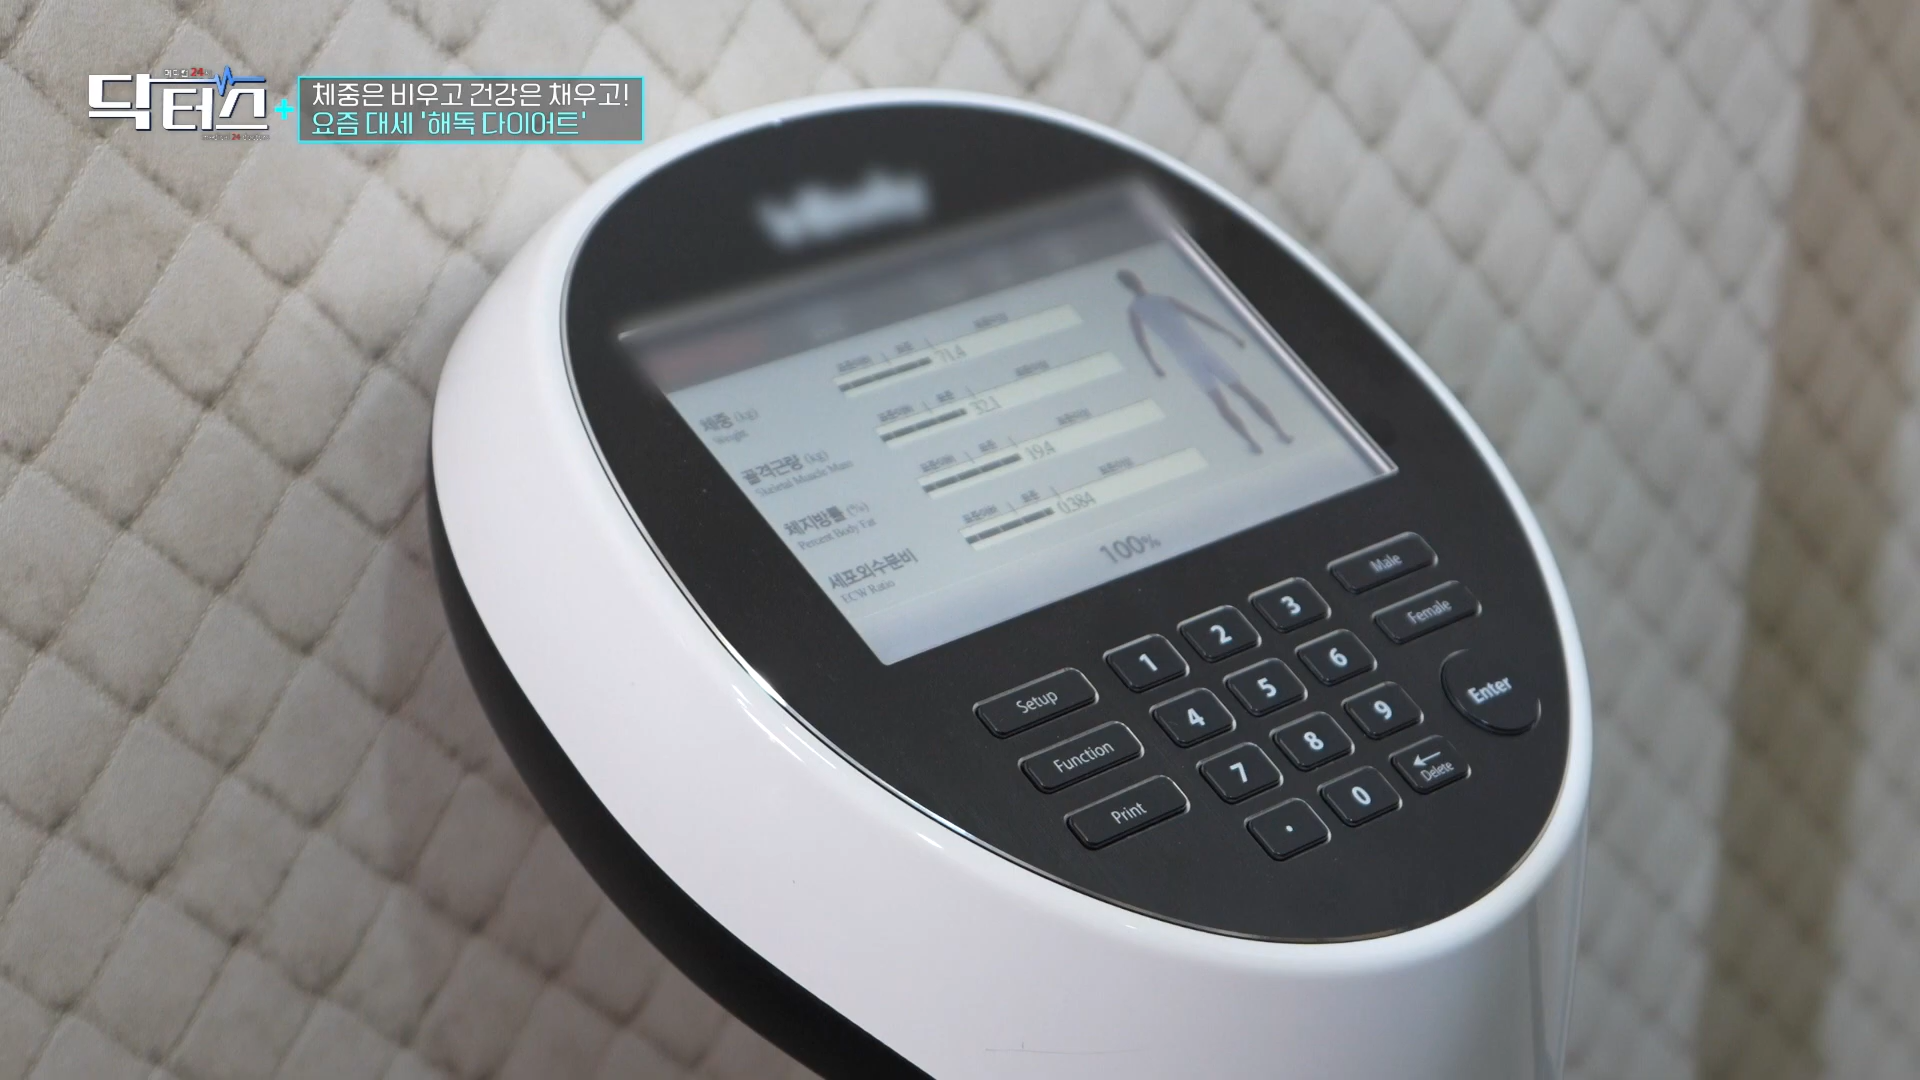 닥터스
체중은 비우고 건강은 채우고!
요즘 대세 '해독 다이어트'
체중 (kg)
Weight
71.4
골격근량 (kg)
Skeletal Muscle Mass
32.1
체지방률 (%)
Percent Body Fat
19.4
세포외수분비
ECW Ratio
0.384
100%
1 2 3 Male
Setup 4 5 6 Female
Function 7 8 9 Enter
Print . 0 Delete